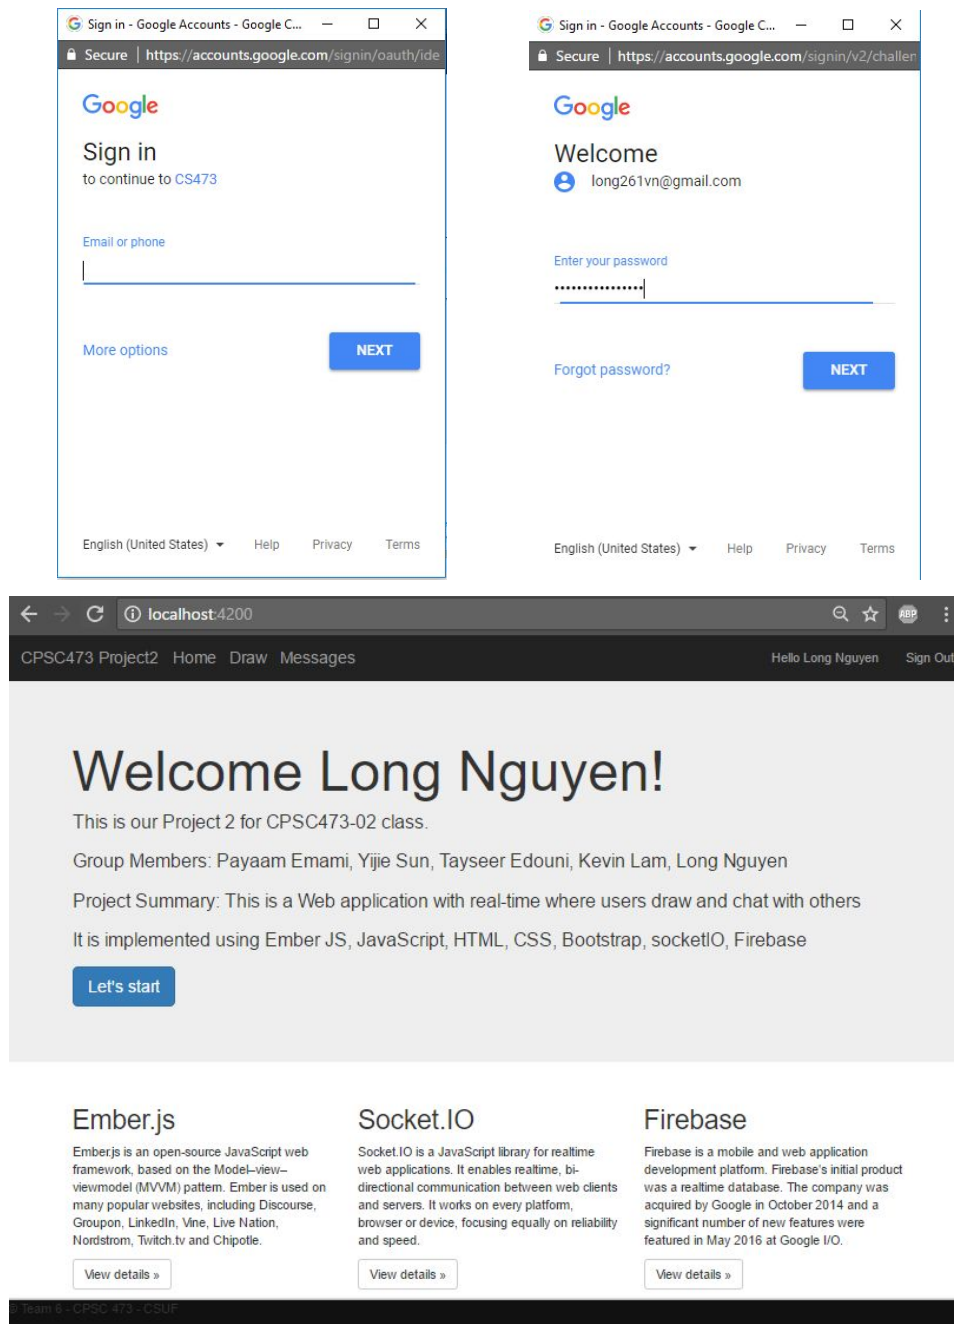 Sign in - Google Accounts - Google C...
Secure | https://accounts.google.com/signin/oauth/ide
Google
Sign in
to continue to CS473
Email or phone
More options
NEXT
English (United States)
Help
Privacy
Terms
Sign in - Google Accounts - Google C...
Secure | https://accounts.google.com/signin/v2/challen
Google
Welcome
long261vn@gmail.com
Enter your password
••••••••••••••••
Forgot password?
NEXT
English (United States)
Help
Privacy
Terms
localhost:4200
ABP
CPSC473 Project2 Home Draw Messages
Hello Long Nguyen
Sign Out
Welcome Long Nguyen!
This is our Project 2 for CPSC473-02 class.
Group Members: Payaam Emami, Yijie Sun, Tayseer Edouni, Kevin Lam, Long Nguyen
Project Summary: This is a Web application with real-time where users draw and chat with others
It is implemented using Ember JS, JavaScript, HTML, CSS, Bootstrap, socketIO, Firebase
Let's start
Ember.js
Ember.js is an open-source JavaScript web
framework, based on the Model–view–
viewmodel (MVVM) pattern. Ember is used on
many popular websites, including Discourse,
Groupon, LinkedIn, Vine, Live Nation,
Nordstrom, Twitch.tv and Chipotle.
View details »
Socket.IO
Socket.IO is a JavaScript library for realtime
web applications. It enables realtime, bi-
directional communication between web clients
and servers. It works on every platform,
browser or device, focusing equally on reliability
and speed.
View details »
Firebase
Firebase is a mobile and web application
development platform. Firebase's initial product
was a realtime database. The company was
acquired by Google in October 2014 and a
significant number of new features were
featured in May 2016 at Google I/O.
View details »
© Team 6 - CPSC 473 - CSUF